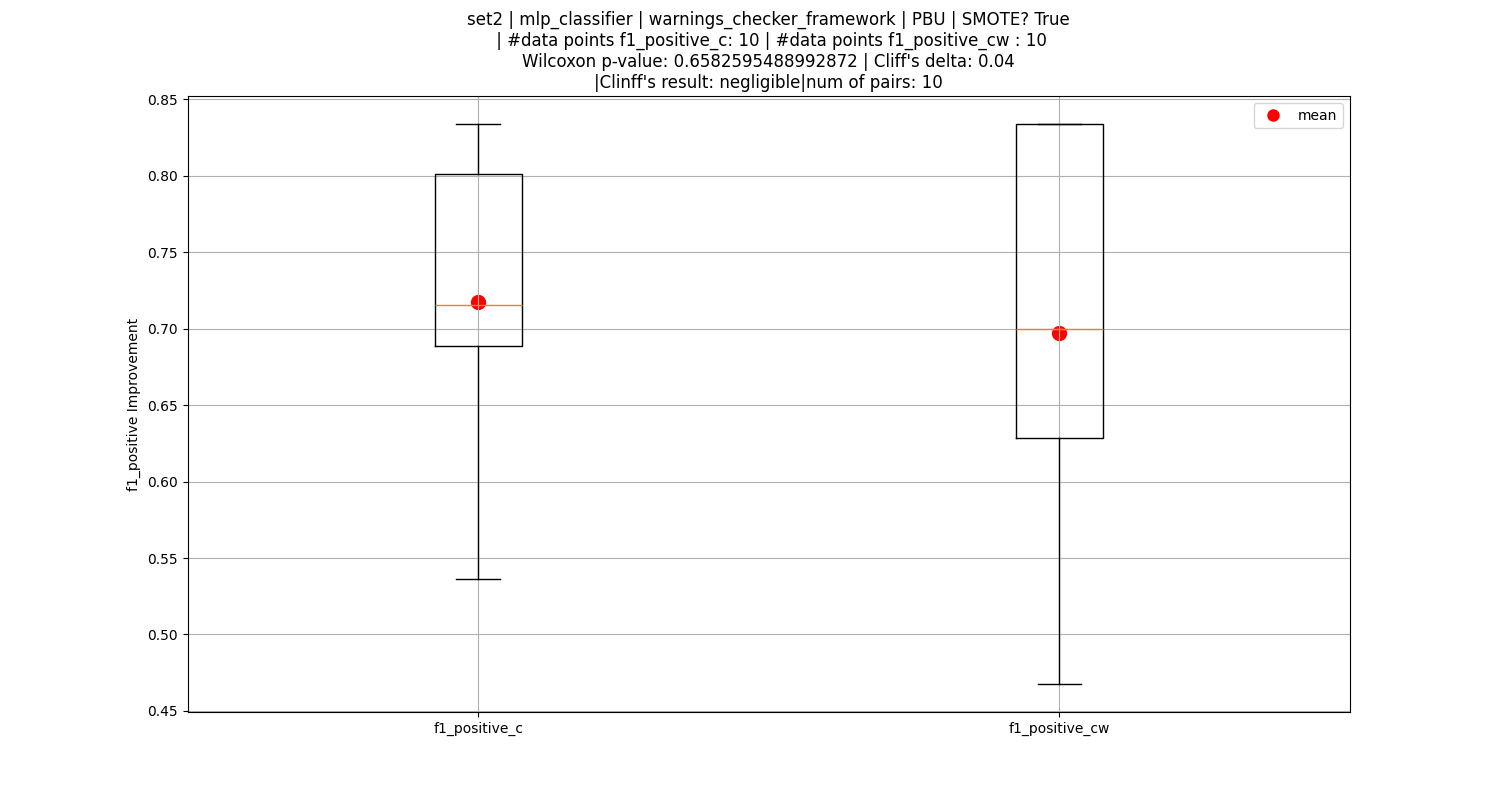 set2 | mlp_classifier | warnings_checker_framework | PBU | SMOTE? True
| #data points f1_positive_c: 10 | #data points f1_positive_cw : 10
Wilcoxon p-value: 0.6582595488992872 | Cliff's delta: 0.04
|Clinff's result: negligible|num of pairs: 10
mean
0.85
0.80
0.75
0.70
0.65
0.60
0.55
0.50
0.45
f1_positive Improvement
f1_positive_c
f1_positive_cw